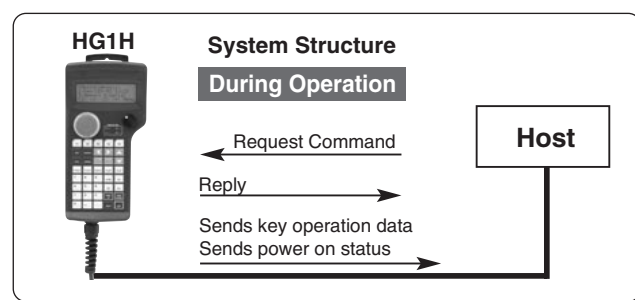 HG1H
System Structure
During Operation
Request Command
Host
Reply
Sends key operation data
Sends power on status